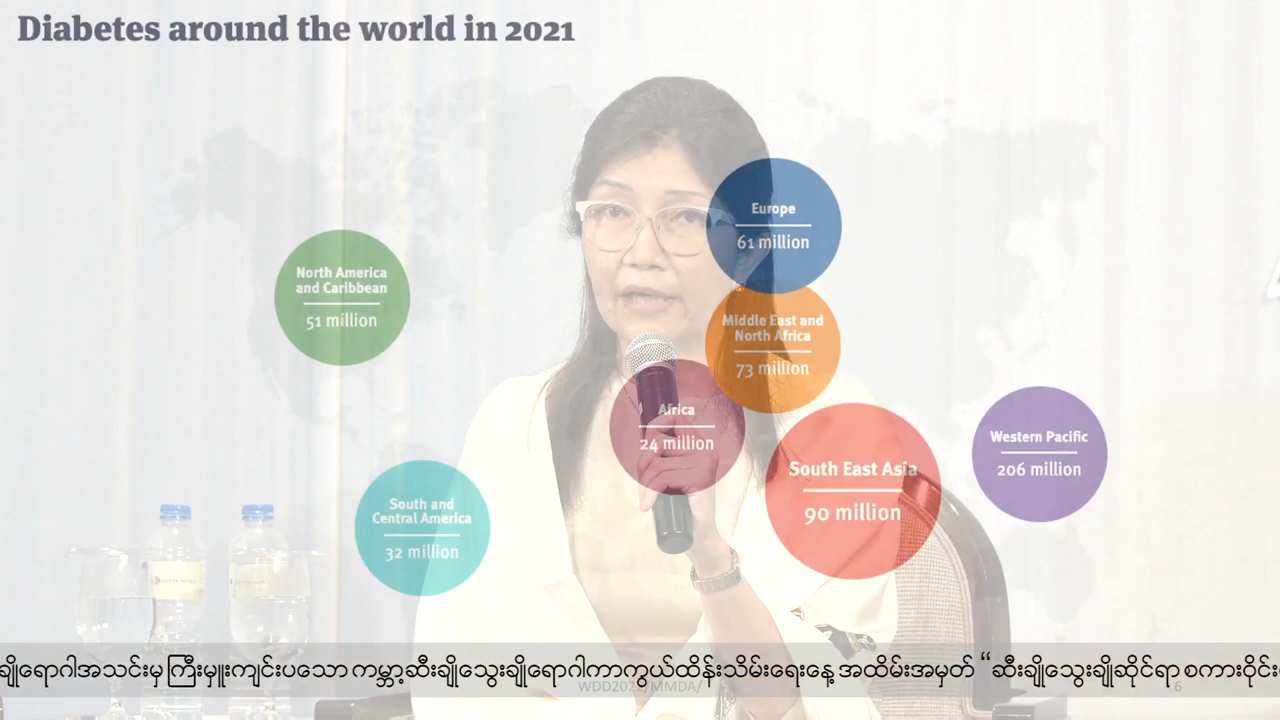 Diabetes around the world in 2021
Europe
61 million
North America
and Caribbean
51 million
Middle East and
North Africa
73 million
Africa
24 million
Western Pacific
206 million
South East Asia
90 million
South and
Central America
32 million
ချိုရောဂါအသင်းမှ ကြီးမှူးကျင်းပသော ကမ္ဘာ့ဆီးချိုသွေးချိုရောဂါကာကွယ်ထိန်းသိမ်းရေးနေ့ အထိမ်းအမှတ် “ဆီးချိုသွေးချိုဆိုင်ရာ စကားဝိုင်း
6